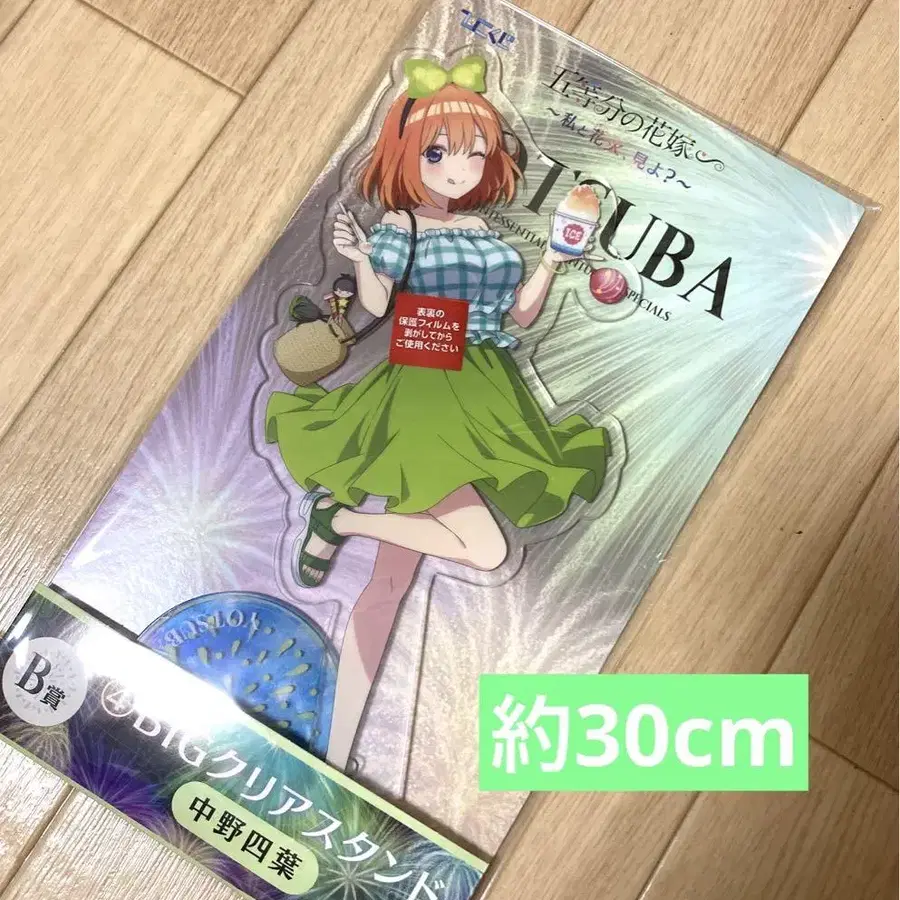 五等分の花嫁∽
～私と花火、見よ？～
TSUBA
SPECIALS
ICE
表裏の
保護フィルムを
剥がしてから
ご使用ください
YOTSUB
B賞
④BIGクリアスタンド
中野四葉
約30cm